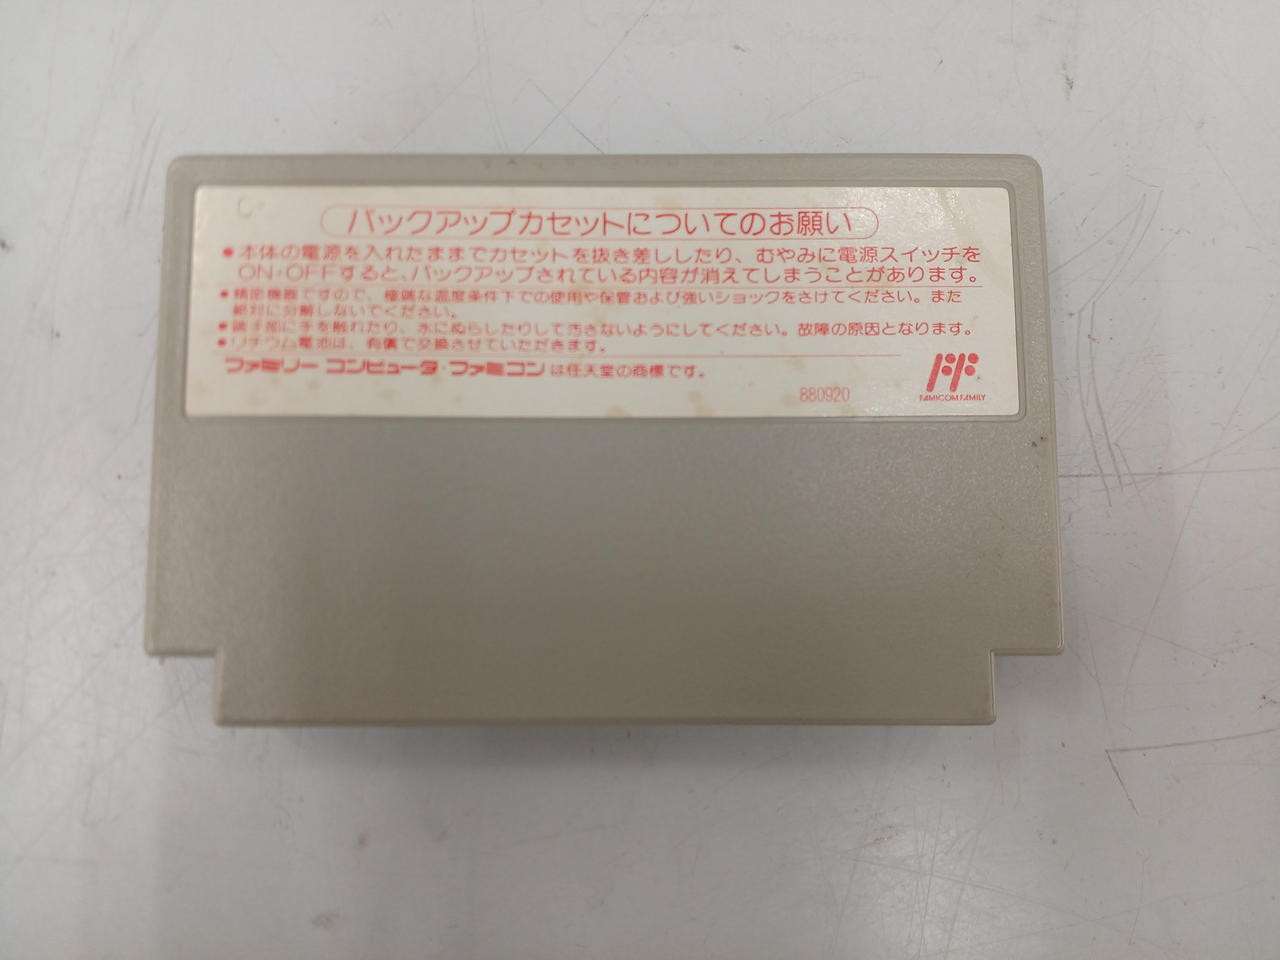 バックアップカセットについてのお願い
●本体の電源を入れたままでカセットを抜き差ししたり、むやみに電源スイッチを
ON・OFFすると、バックアップされている内容が消えてしまうことがあります。
●精密機器ですので、極端な温度条件下での使用や保管および強いショックをさけてください。また
絶対に分解しないでください。
●端子部に手を触れたり、水にぬらしたりして汚さないようにしてください。故障の原因となります。
●リチウム電池は、有償で交換させていただきます。
ファミリー コンピュータ・ファミコンは任天堂の商標です。
880920
FF
FAMICOM FAMILY